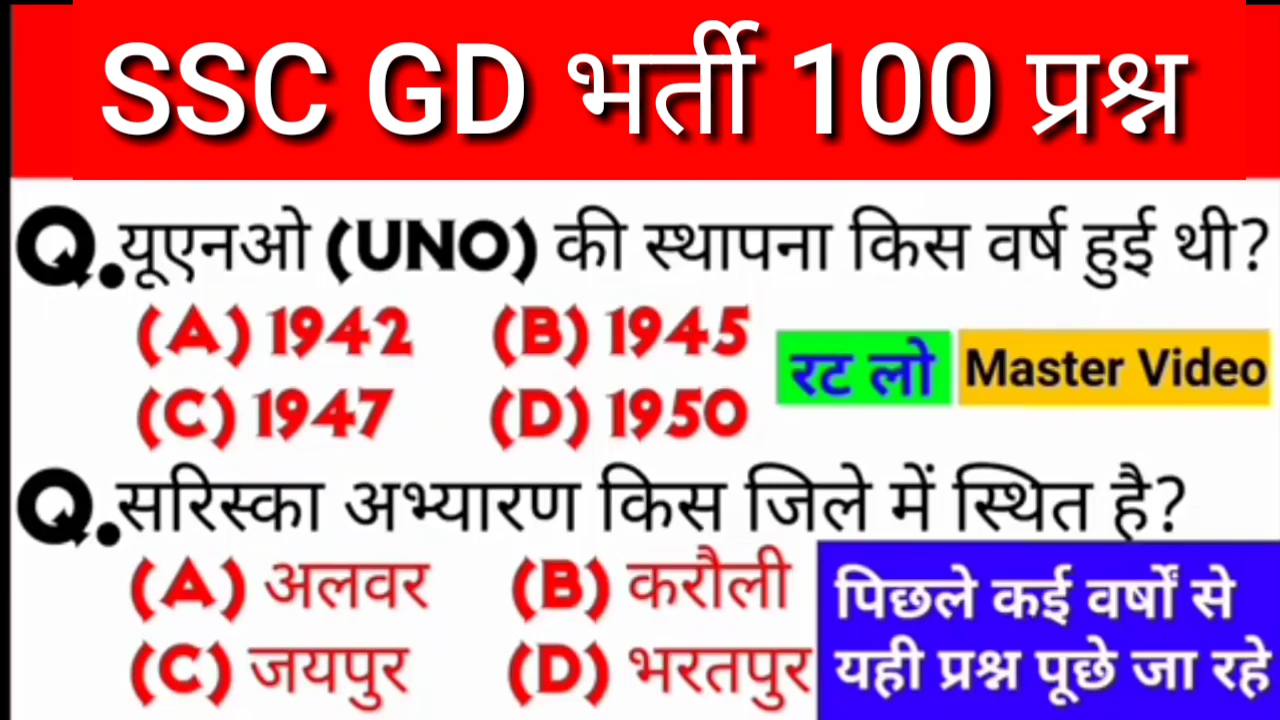 SSC GD भर्ती 100 प्रश्न
Q.यूएनओ (UNO) की स्थापना किस वर्ष हुई थी?
(A) 1942 (B) 1945
रट लो Master Video
(C) 1947 (D) 1950
Q.सरिस्का अभ्यारण किस जिले में स्थित है?
(A) अलवर (B) करौली
(C) जयपुर (D) भरतपुर
पिछले कई वर्षों से
यही प्रश्न पूछे जा रहे